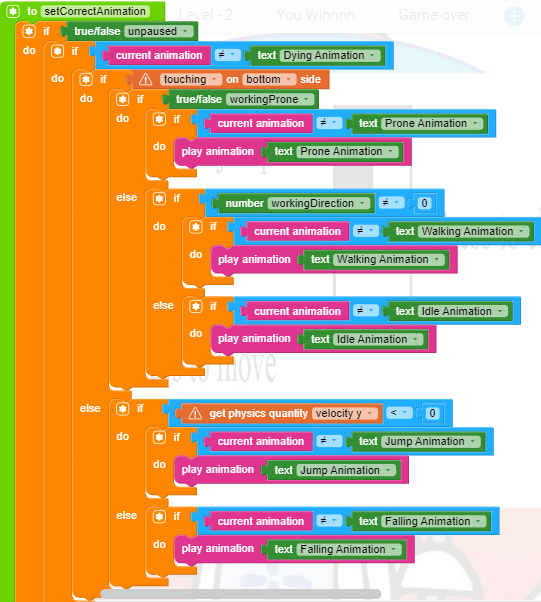 to setCorrectAnimation
Level - 2 You Winnnn Game over
if true/false unpaused
do if current animation ≠ text Dying Animation
do if touching on bottom side
do if true/false workingProne
do if current animation ≠ text Prone Animation
do play animation text Prone Animation
else if number workingDirection ≠ 0
do if current animation ≠ text Walking Animation
do play animation text Walking Animation
else if current animation ≠ text Idle Animation
do play animation text Idle Animation
to move
else if get physics quantity velocity y < 0
do if current animation ≠ text Jump Animation
do play animation text Jump Animation
else if current animation ≠ text Falling Animation
do play animation text Falling Animation